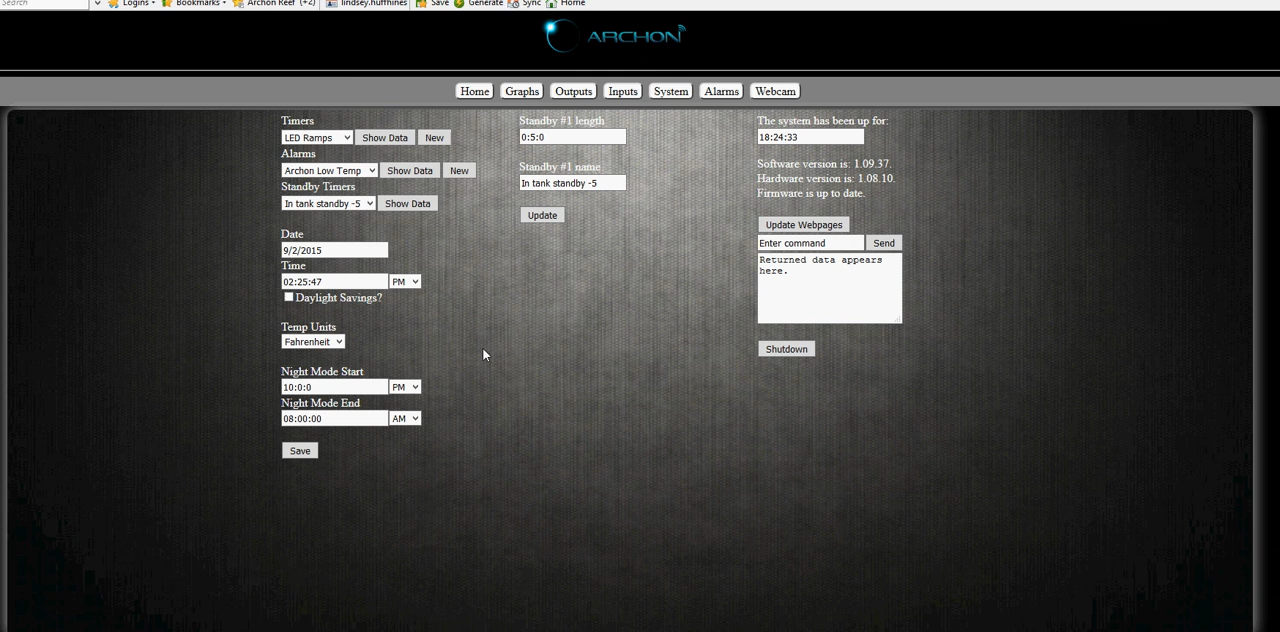 Search Logins Bookmarks Archon Reef (+2) lindsey.huffhines Save Generate Sync Home
ARCHON
Home Graphs Outputs Inputs System Alarms Webcam
Timers
LED Ramps Show Data New
Alarms
Archon Low Temp Show Data New
Standby Timers
In tank standby -5 Show Data
Date
9/2/2015
Time
02:25:47 PM
Daylight Savings?
Temp Units
Fahrenheit
Night Mode Start
10:0:0 PM
Night Mode End
08:00:00 AM
Save
Standby #1 length
0:5:0
Standby #1 name
In tank standby -5
Update
The system has been up for:
18:24:33
Software version is: 1.09.37.
Hardware version is: 1.08.10.
Firmware is up to date.
Update Webpages
Enter command Send
Returned data appears
here.
Shutdown